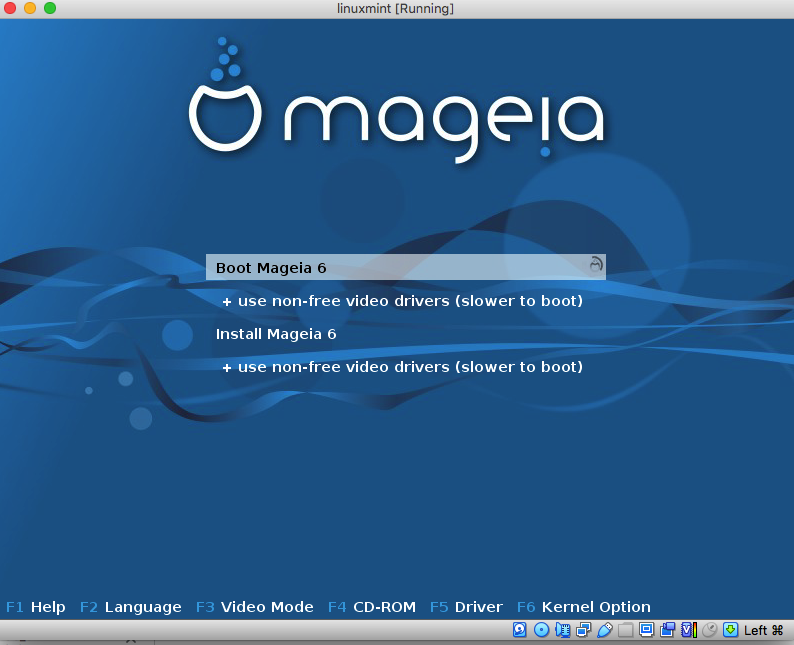 linuxmint [Running]
mageia
Boot Mageia 6
+ use non-free video drivers (slower to boot)
Install Mageia 6
+ use non-free video drivers (slower to boot)
F1 Help F2 Language F3 Video Mode F4 CD-ROM F5 Driver F6 Kernel Option
Left ⌘